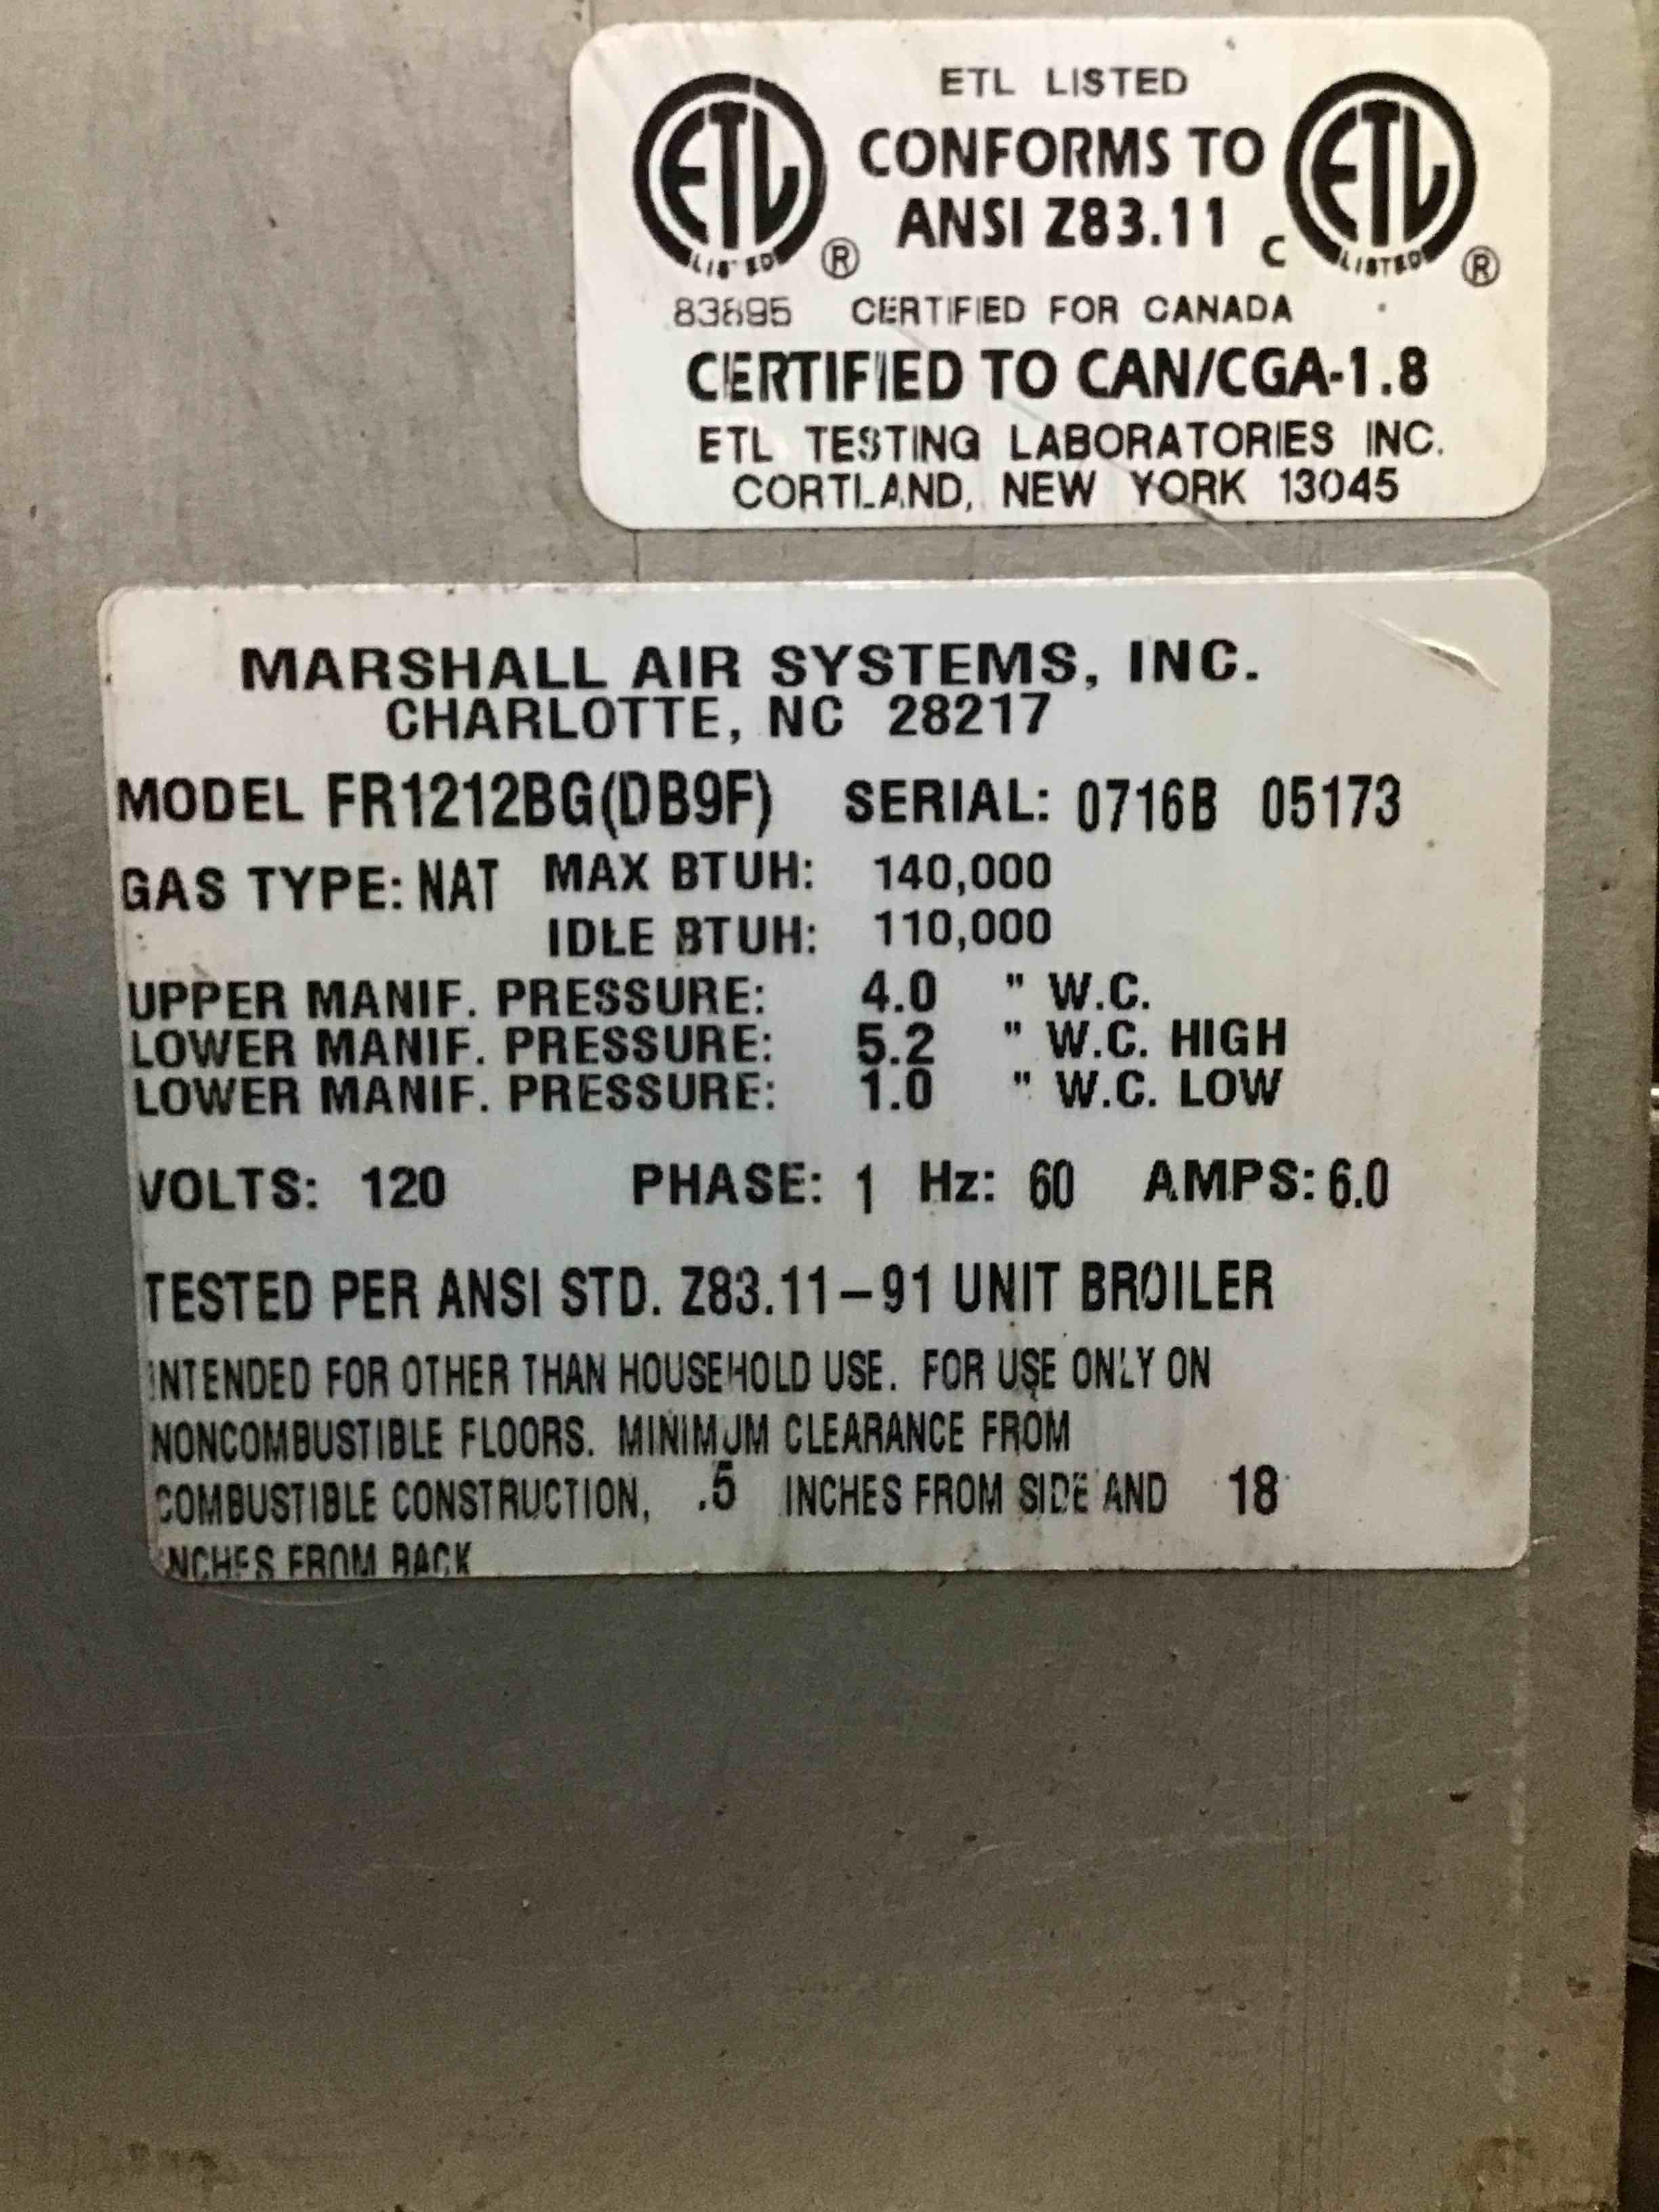 ETL LISTED
ETL CONFORMS TO ETL
ANSI Z83.11
LISTED ® C LISTED ®
83895 CERTIFIED FOR CANADA
CERTIFIED TO CAN/CGA-1.8
ETL TESTING LABORATORIES INC.
CORTLAND, NEW YORK 13045
MARSHALL AIR SYSTEMS, INC.
CHARLOTTE, NC 28217
MODEL FR1212BG(DB9F) SERIAL: 0716B 05173
GAS TYPE: NAT MAX BTUH: 140,000
IDLE BTUH: 110,000
UPPER MANIF. PRESSURE: 4.0 " W.C.
LOWER MANIF. PRESSURE: 5.2 " W.C. HIGH
LOWER MANIF. PRESSURE: 1.0 " W.C. LOW
VOLTS: 120 PHASE: 1 Hz: 60 AMPS: 6.0
TESTED PER ANSI STD. Z83.11-91 UNIT BROILER
INTENDED FOR OTHER THAN HOUSEHOLD USE. FOR USE ONLY ON
NONCOMBUSTIBLE FLOORS. MINIMUM CLEARANCE FROM
COMBUSTIBLE CONSTRUCTION, .5 INCHES FROM SIDE AND 18
INCHES FROM BACK